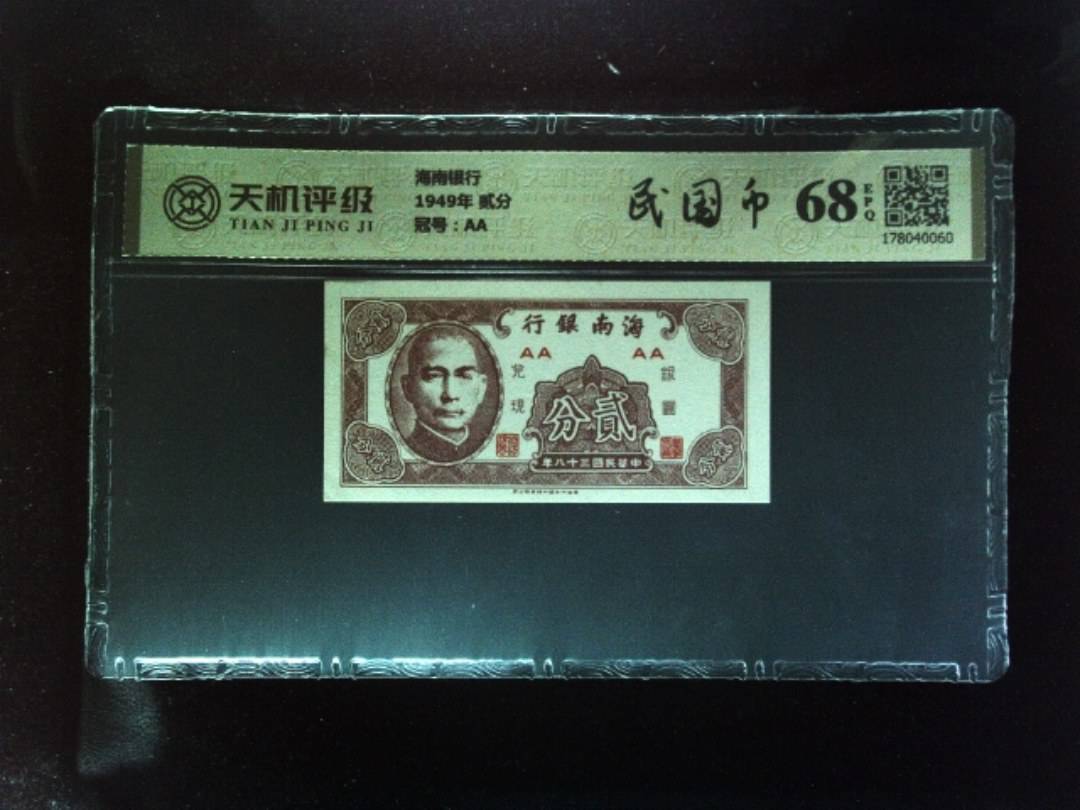 天机评级
TIAN JI PING JI
海南银行
1949年 贰分
冠号：AA
民国币
68
EPQ
178040060
行銀南海
AA AA
兌現
銀圓
分貳
年八十三國民華中